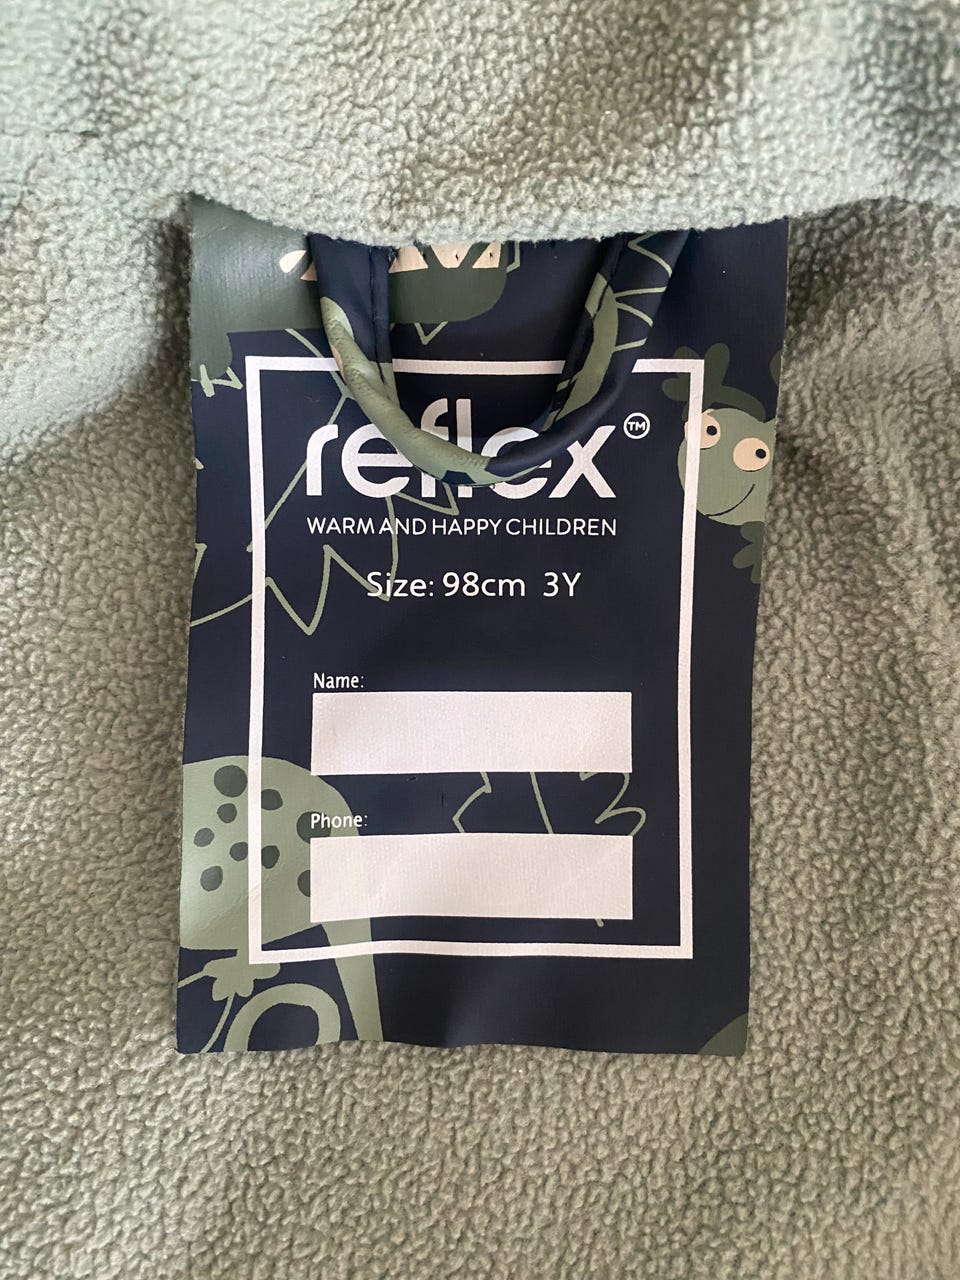 reflex™
WARM AND HAPPY CHILDREN
Size: 98cm 3Y
Name:
Phone: